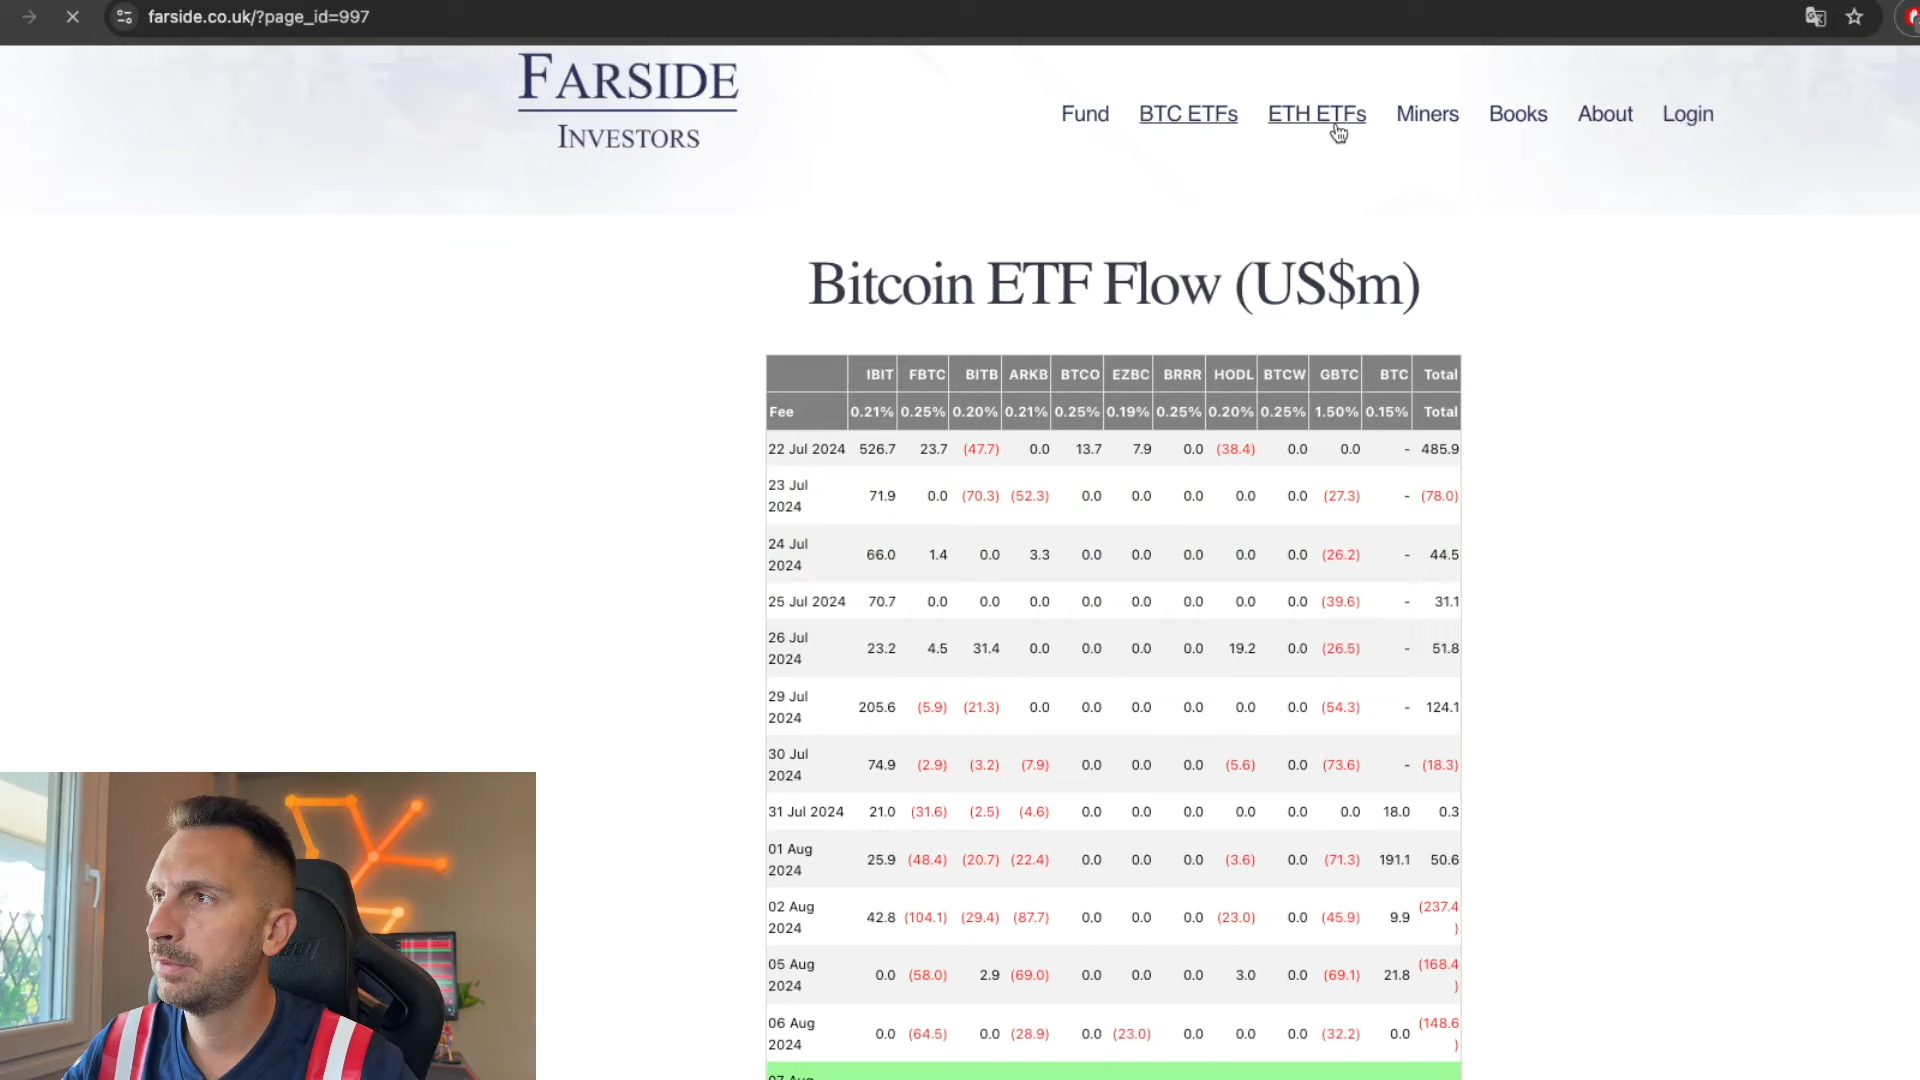 farside.co.uk/?page_id=997
FARSIDE
INVESTORS
Fund BTC ETFs ETH ETFs Miners Books About Login
Bitcoin ETF Flow (US$m)
IBIT FBTC BITB ARKB BTCO EZBC BRRR HODL BTCW GBTC BTC Total
Fee 0.21% 0.25% 0.20% 0.21% 0.25% 0.19% 0.25% 0.20% 0.25% 1.50% 0.15% Total
22 Jul 2024 526.7 23.7 (47.7) 0.0 13.7 7.9 0.0 (38.4) 0.0 0.0 - 485.9
23 Jul
2024 71.9 0.0 (70.3) (52.3) 0.0 0.0 0.0 0.0 0.0 (27.3) - (78.0)
24 Jul
2024 66.0 1.4 0.0 3.3 0.0 0.0 0.0 0.0 0.0 (26.2) - 44.5
25 Jul 2024 70.7 0.0 0.0 0.0 0.0 0.0 0.0 0.0 0.0 (39.6) - 31.1
26 Jul
2024 23.2 4.5 31.4 0.0 0.0 0.0 0.0 19.2 0.0 (26.5) - 51.8
29 Jul
2024 205.6 (5.9) (21.3) 0.0 0.0 0.0 0.0 0.0 0.0 (54.3) - 124.1
30 Jul
2024 74.9 (2.9) (3.2) (7.9) 0.0 0.0 0.0 (5.6) 0.0 (73.6) - (18.3)
31 Jul 2024 21.0 (31.6) (2.5) (4.6) 0.0 0.0 0.0 0.0 0.0 0.0 18.0 0.3
01 Aug
2024 25.9 (48.4) (20.7) (22.4) 0.0 0.0 0.0 (3.6) 0.0 (71.3) 191.1 50.6
02 Aug
2024 42.8 (104.1) (29.4) (87.7) 0.0 0.0 0.0 (23.0) 0.0 (45.9) 9.9 (237.4
)
05 Aug
2024 0.0 (58.0) 2.9 (69.0) 0.0 0.0 0.0 3.0 0.0 (69.1) 21.8 (168.4
)
06 Aug
2024 0.0 (64.5) 0.0 (28.9) 0.0 (23.0) 0.0 0.0 0.0 (32.2) 0.0 (148.6
)
07 Aug